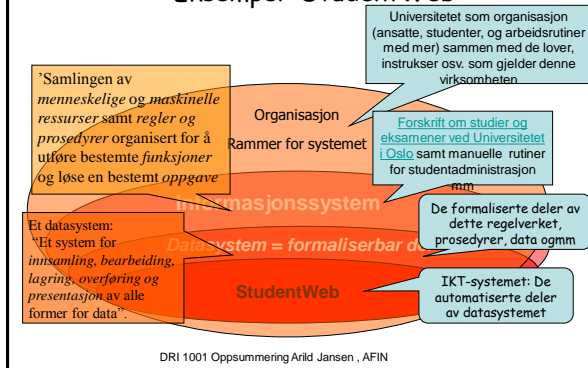 Eksempel StudentWeb
Universitetet som organisasjon
(ansatte, studenter, og arbeidsrutiner
med mer) sammen med de lover,
instrukser osv. som gjelder denne
virksomheten
'Samlingen av
menneskelige og maskinelle
ressurser samt regler og
prosedyrer organisert for å
utføre bestemte funksjoner
og løse en bestemt oppgave
Organisasjon
Rammer for systemet
Forskrift om studier og
eksamener ved Universitetet
i Oslo samt manuelle rutiner
for studentadministrasjon
mm
Informasjonssystem
De formaliserte deler av
dette regelverket,
prosedyrer, data ogmm
Et datasystem:
"Et system for
innsamling, bearbeiding,
lagring, overføring og
presentasjon av alle
former for data".
Datasystem = formaliserbar
StudentWeb
IKT-systemet: De
automatiserte deler
av datasystemet
DRI 1001 Oppsummering Arild Jansen , AFIN